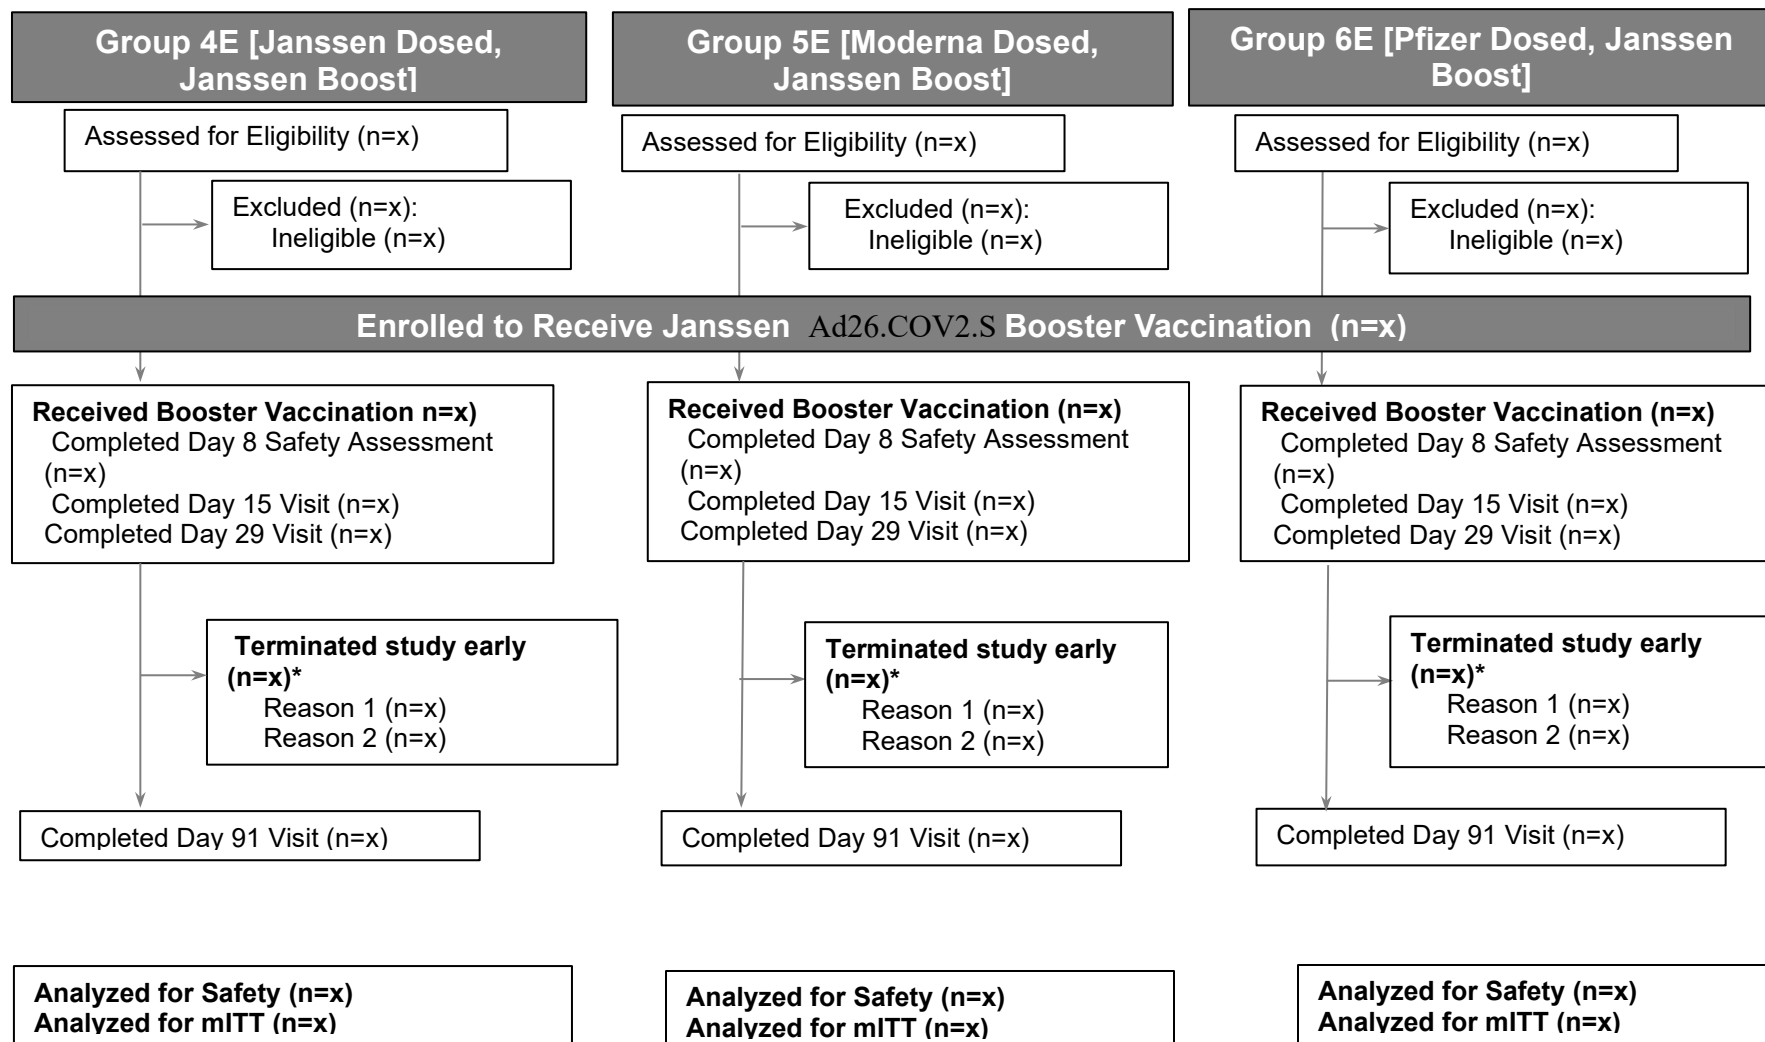 Group 4E [Janssen Dosed,
Janssen Boost]
Group 5E [Moderna Dosed,
Janssen Boost]
Group 6E [Pfizer Dosed, Janssen
Boost]
Assessed for Eligibility (n=x)
Assessed for Eligibility (n=x)
Assessed for Eligibility (n=x)
Excluded (n=x):
Ineligible (n=x)
Excluded (n=x):
Ineligible (n=x)
Excluded (n=x):
Ineligible (n=x)
Enrolled to Receive Janssen Ad26.COV2.S Booster Vaccination (n=x)
Received Booster Vaccination n=x)
Completed Day 8 Safety Assessment
(n=x)
Completed Day 15 Visit (n=x)
Completed Day 29 Visit (n=x)
Received Booster Vaccination (n=x)
Completed Day 8 Safety Assessment
(n=x)
Completed Day 15 Visit (n=x)
Completed Day 29 Visit (n=x)
Received Booster Vaccination (n=x)
Completed Day 8 Safety Assessment
(n=x)
Completed Day 15 Visit (n=x)
Completed Day 29 Visit (n=x)
Terminated study early
(n=x)*
Reason 1 (n=x)
Reason 2 (n=x)
Terminated study early
(n=x)*
Reason 1 (n=x)
Reason 2 (n=x)
Terminated study early
(n=x)*
Reason 1 (n=x)
Reason 2 (n=x)
Completed Day 91 Visit (n=x)
Completed Day 91 Visit (n=x)
Completed Day 91 Visit (n=x)
Analyzed for Safety (n=x)
Analyzed for mITT (n=x)
Analyzed for Safety (n=x)
Analyzed for mITT (n=x)
Analyzed for Safety (n=x)
Analyzed for mITT (n=x)